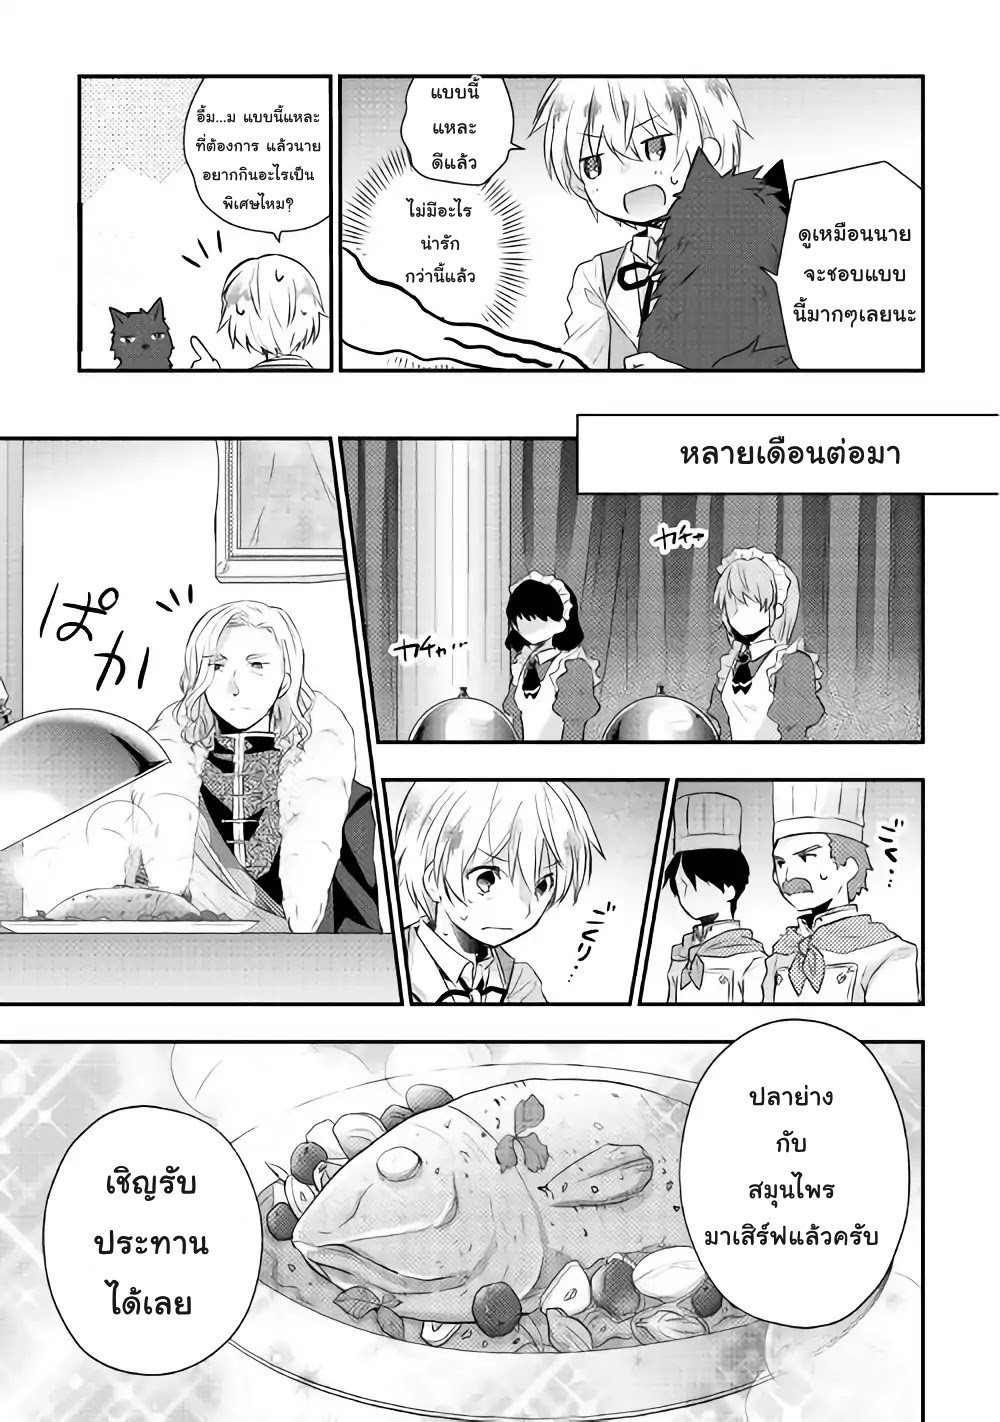 ดูเหมือนนาย
จะชอบแบบ
นี้มากๆเลยนะ
แบบนี้
แหละ
ดีแล้ว
ไม่มีอะไร
น่ารัก
กว่านี้แล้ว
อื้ม...ม แบบนี้แหละ
ที่ต้องการ แล้วนาย
อยากกินอะไรเป็น
พิเศษไหม?
หลายเดือนต่อมา
カチャ
カチャ…
ぱ
カ
じーっ
ปลาย่าง
กับ
สมุนไพร
มาเสิร์ฟแล้วครับ
เชิญรับ
ประทาน
ได้เลย